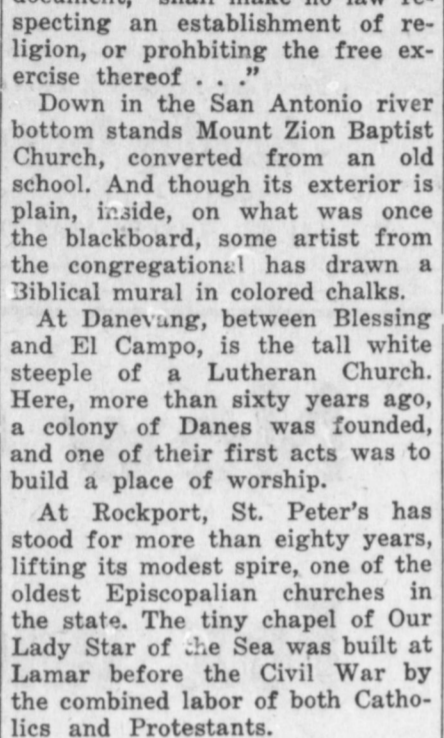 document, "shall make no law re-
specting an establishment of re-
ligion, or prohbiting the free ex-
ercise thereof . . ."
Down in the San Antonio river
bottom stands Mount Zion Baptist
Church, converted from an old
school. And though its exterior is
plain, inside, on what was once
the blackboard, some artist from
the congregational has drawn a
Biblical mural in colored chalks.
At Danevang, between Blessing
and El Campo, is the tall white
steeple of a Lutheran Church.
Here, more than sixty years ago,
a colony of Danes was founded,
and one of their first acts was to
build a place of worship.
At Rockport, St. Peter's has
stood for more than eighty years,
lifting its modest spire, one of the
oldest Episcopalian churches in
the state. The tiny chapel of Our
Lady Star of the Sea was built at
Lamar before the Civil War by
the combined labor of both Catho-
lics and Protestants.